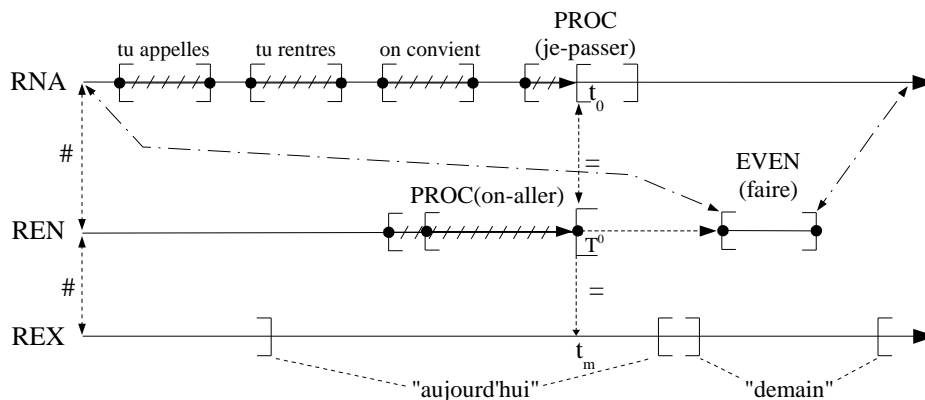 PROC
(je-passer)
tu appelles tu rentres on convient
RNA
t0
# =
EVEN
(faire)
PROC(on-aller)
REN
T0
# =
REX
tm
"aujourd'hui" "demain"